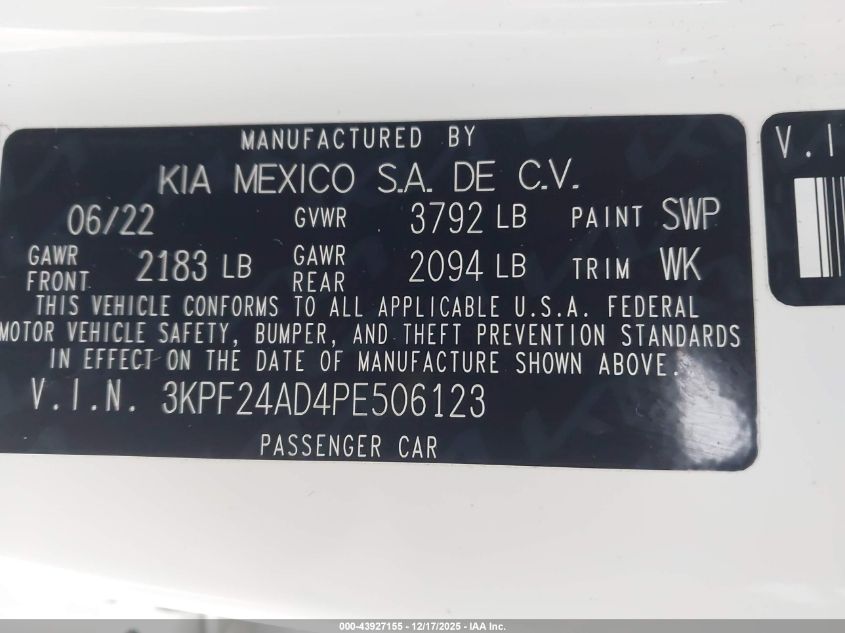 MANUFACTURED BY
KIA MEXICO S.A. DE C.V.
06/22 GVWR 3792 LB PAINT SWP
GAWR FRONT 2183 LB GAWR REAR 2094 LB TRIM WK
THIS VEHICLE CONFORMS TO ALL APPLICABLE U.S.A. FEDERAL
MOTOR VEHICLE SAFETY, BUMPER, AND THEFT PREVENTION STANDARDS
IN EFFECT ON THE DATE OF MANUFACTURE SHOWN ABOVE.
V.I.N. 3KPF24AD4PE506123
PASSENGER CAR
V.I
000-43927155 — 12/17/2025 — IAA Inc.